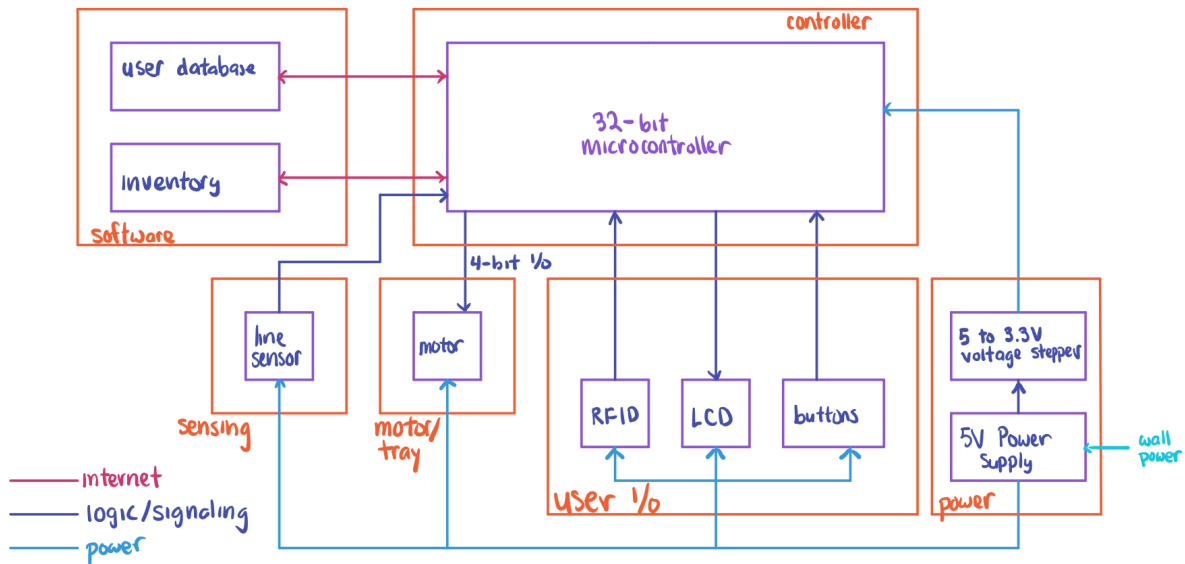 controller
user database
32-bit
microcontroller
inventory
software
4-bit I/O
line
sensor
motor
5 to 3.3V
voltage stepper
RFID
LCD
buttons
5V Power
Supply
wall
power
sensing
motor/
tray
user I/O
power
internet
logic/signaling
power